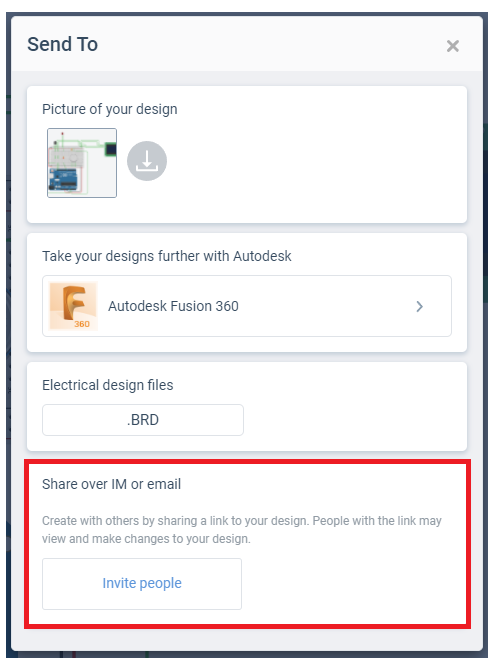 Send To
Picture of your design
Take your designs further with Autodesk
360
Autodesk Fusion 360
Electrical design files
.BRD
Share over IM or email
Create with others by sharing a link to your design. People with the link may
view and make changes to your design.
Invite people